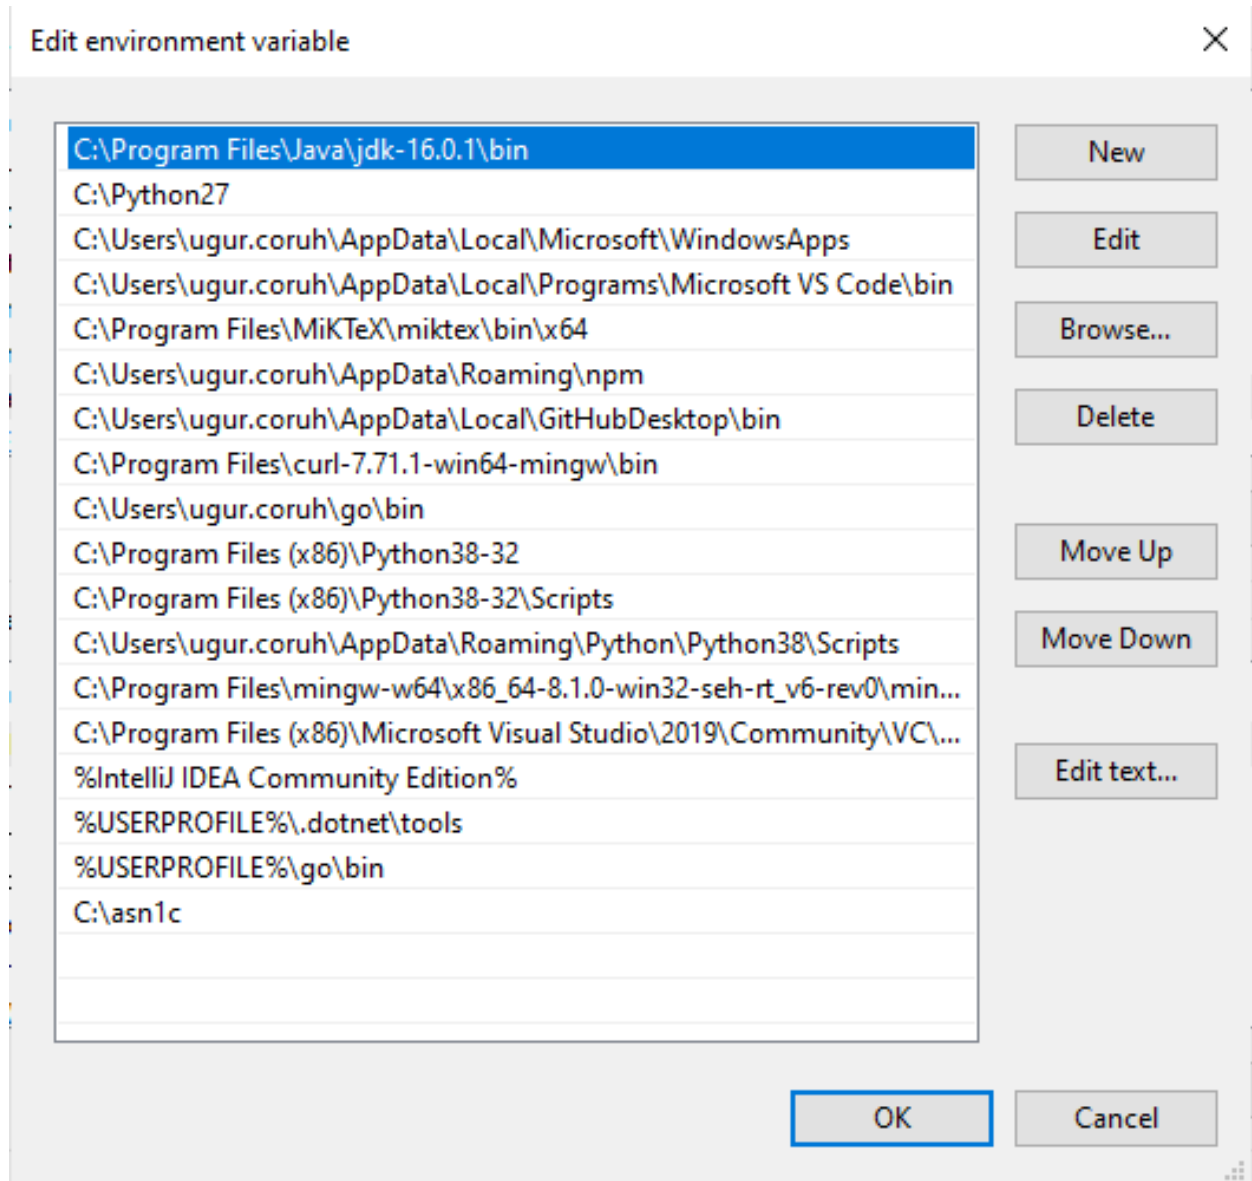 Edit environment variable
C:\Program Files\Java\jdk-16.0.1\bin
C:\Python27
C:\Users\ugur.coruh\AppData\Local\Microsoft\WindowsApps
C:\Users\ugur.coruh\AppData\Local\Programs\Microsoft VS Code\bin
C:\Program Files\MiKTeX\miktex\bin\x64
C:\Users\ugur.coruh\AppData\Roaming\npm
C:\Users\ugur.coruh\AppData\Local\GitHubDesktop\bin
C:\Program Files\curl-7.71.1-win64-mingw\bin
C:\Users\ugur.coruh\go\bin
C:\Program Files (x86)\Python38-32
C:\Program Files (x86)\Python38-32\Scripts
C:\Users\ugur.coruh\AppData\Roaming\Python\Python38\Scripts
C:\Program Files\mingw-w64\x86_64-8.1.0-win32-seh-rt_v6-rev0\min...
C:\Program Files (x86)\Microsoft Visual Studio\2019\Community\VC\...
%IntelliJ IDEA Community Edition%
%USERPROFILE%\.dotnet\tools
%USERPROFILE%\go\bin
C:\asn1c
New
Edit
Browse...
Delete
Move Up
Move Down
Edit text...
OK
Cancel